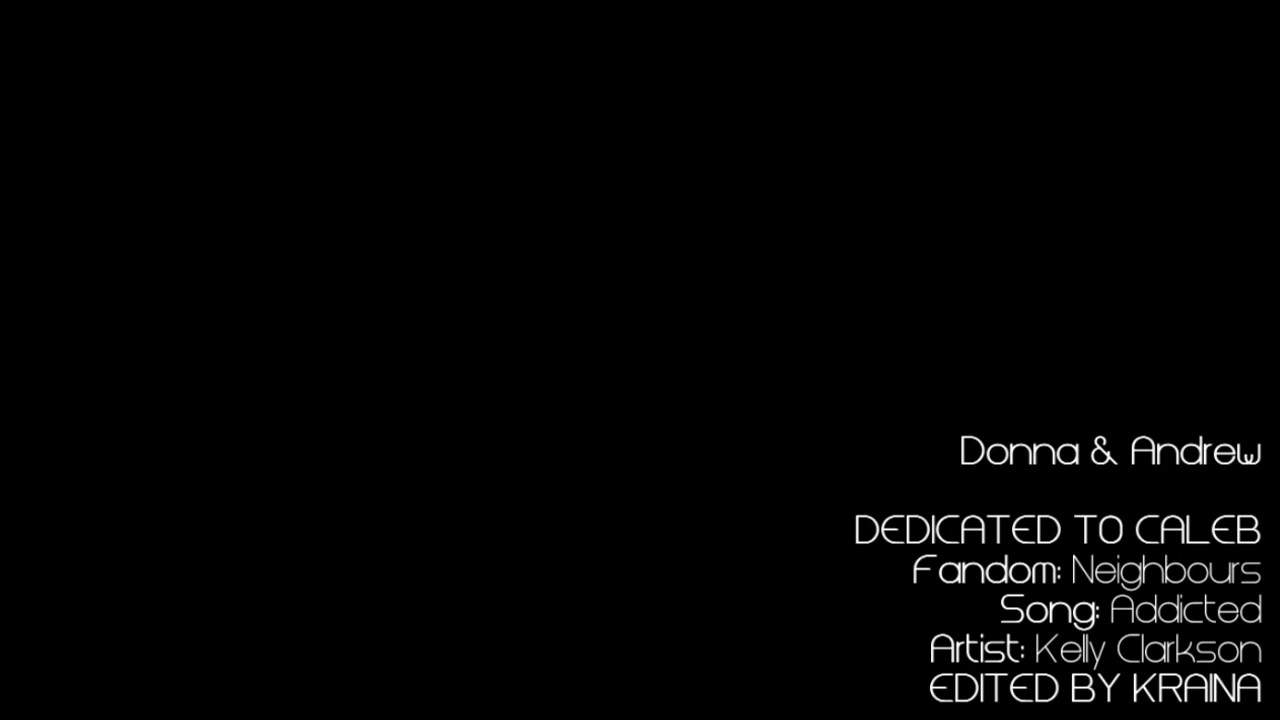 Donna & Andrew
DEDICATED TO CALEB
Fandom: Neighbours
Song: Addicted
Artist: Kelly Clarkson
EDITED BY KRAINA